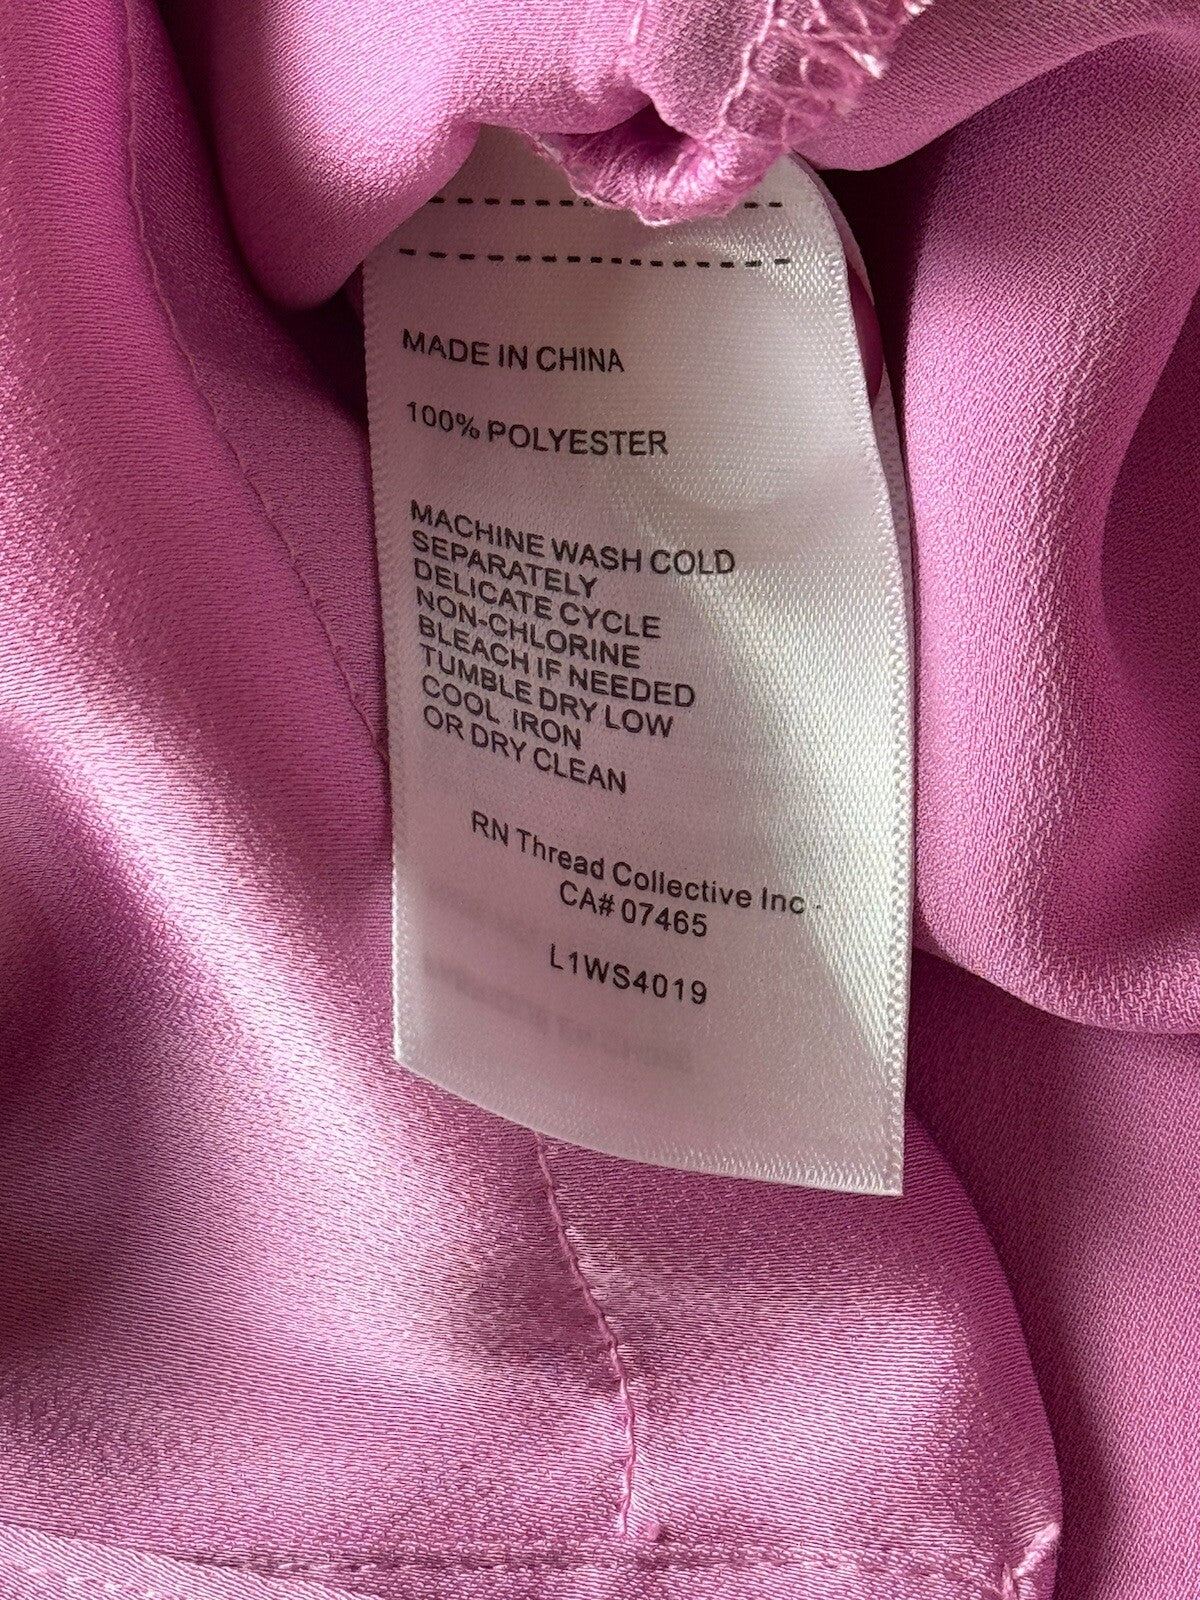 MADE IN CHINA
100% POLYESTER
MACHINE WASH COLD
SEPARATELY
DELICATE CYCLE
NON-CHLORINE
BLEACH IF NEEDED
TUMBLE DRY LOW
COOL IRON
OR DRY CLEAN
RN Thread Collective Inc
CA# 07465
L1WS4019